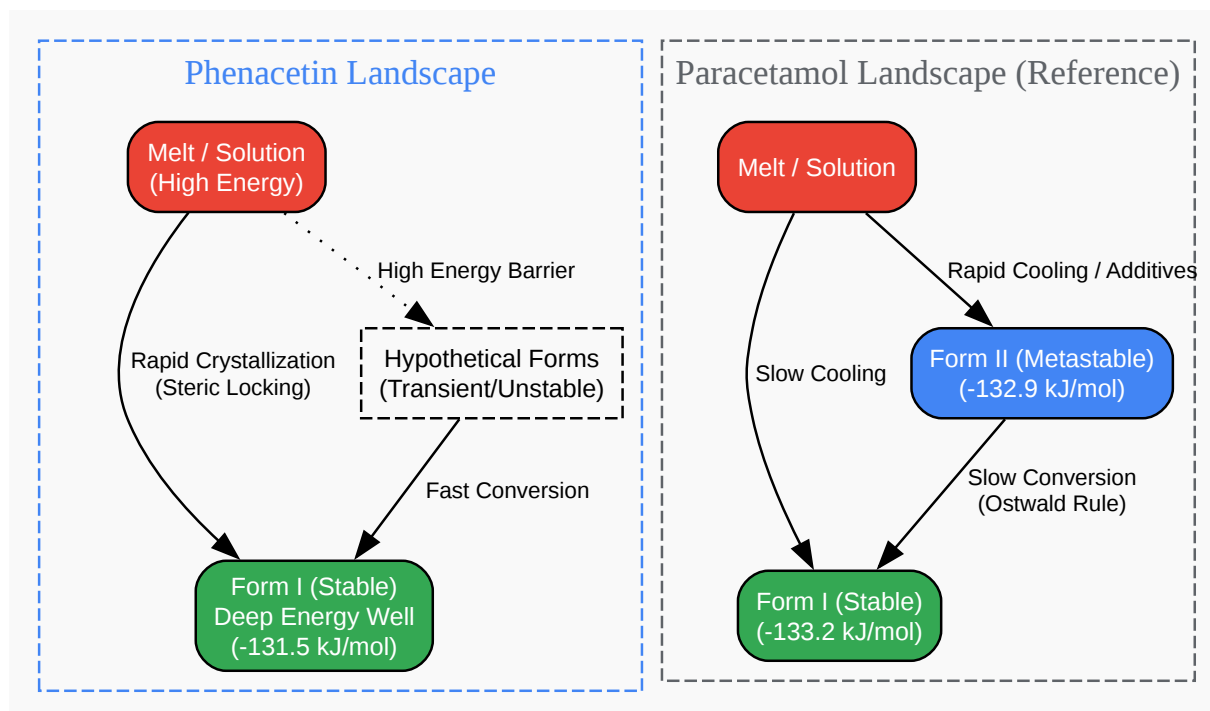 Phenacetin Landscape
Melt / Solution
(High Energy)
High Energy Barrier
Rapid Crystallization
(Steric Locking)
Hypothetical Forms
(Transient/Unstable)
Fast Conversion
Form I (Stable)
Deep Energy Well
(-131.5 kJ/mol)
Paracetamol Landscape (Reference)
Melt / Solution
Rapid Cooling / Additives
Slow Cooling
Form II (Metastable)
(-132.9 kJ/mol)
Slow Conversion
(Ostwald Rule)
Form I (Stable)
(-133.2 kJ/mol)